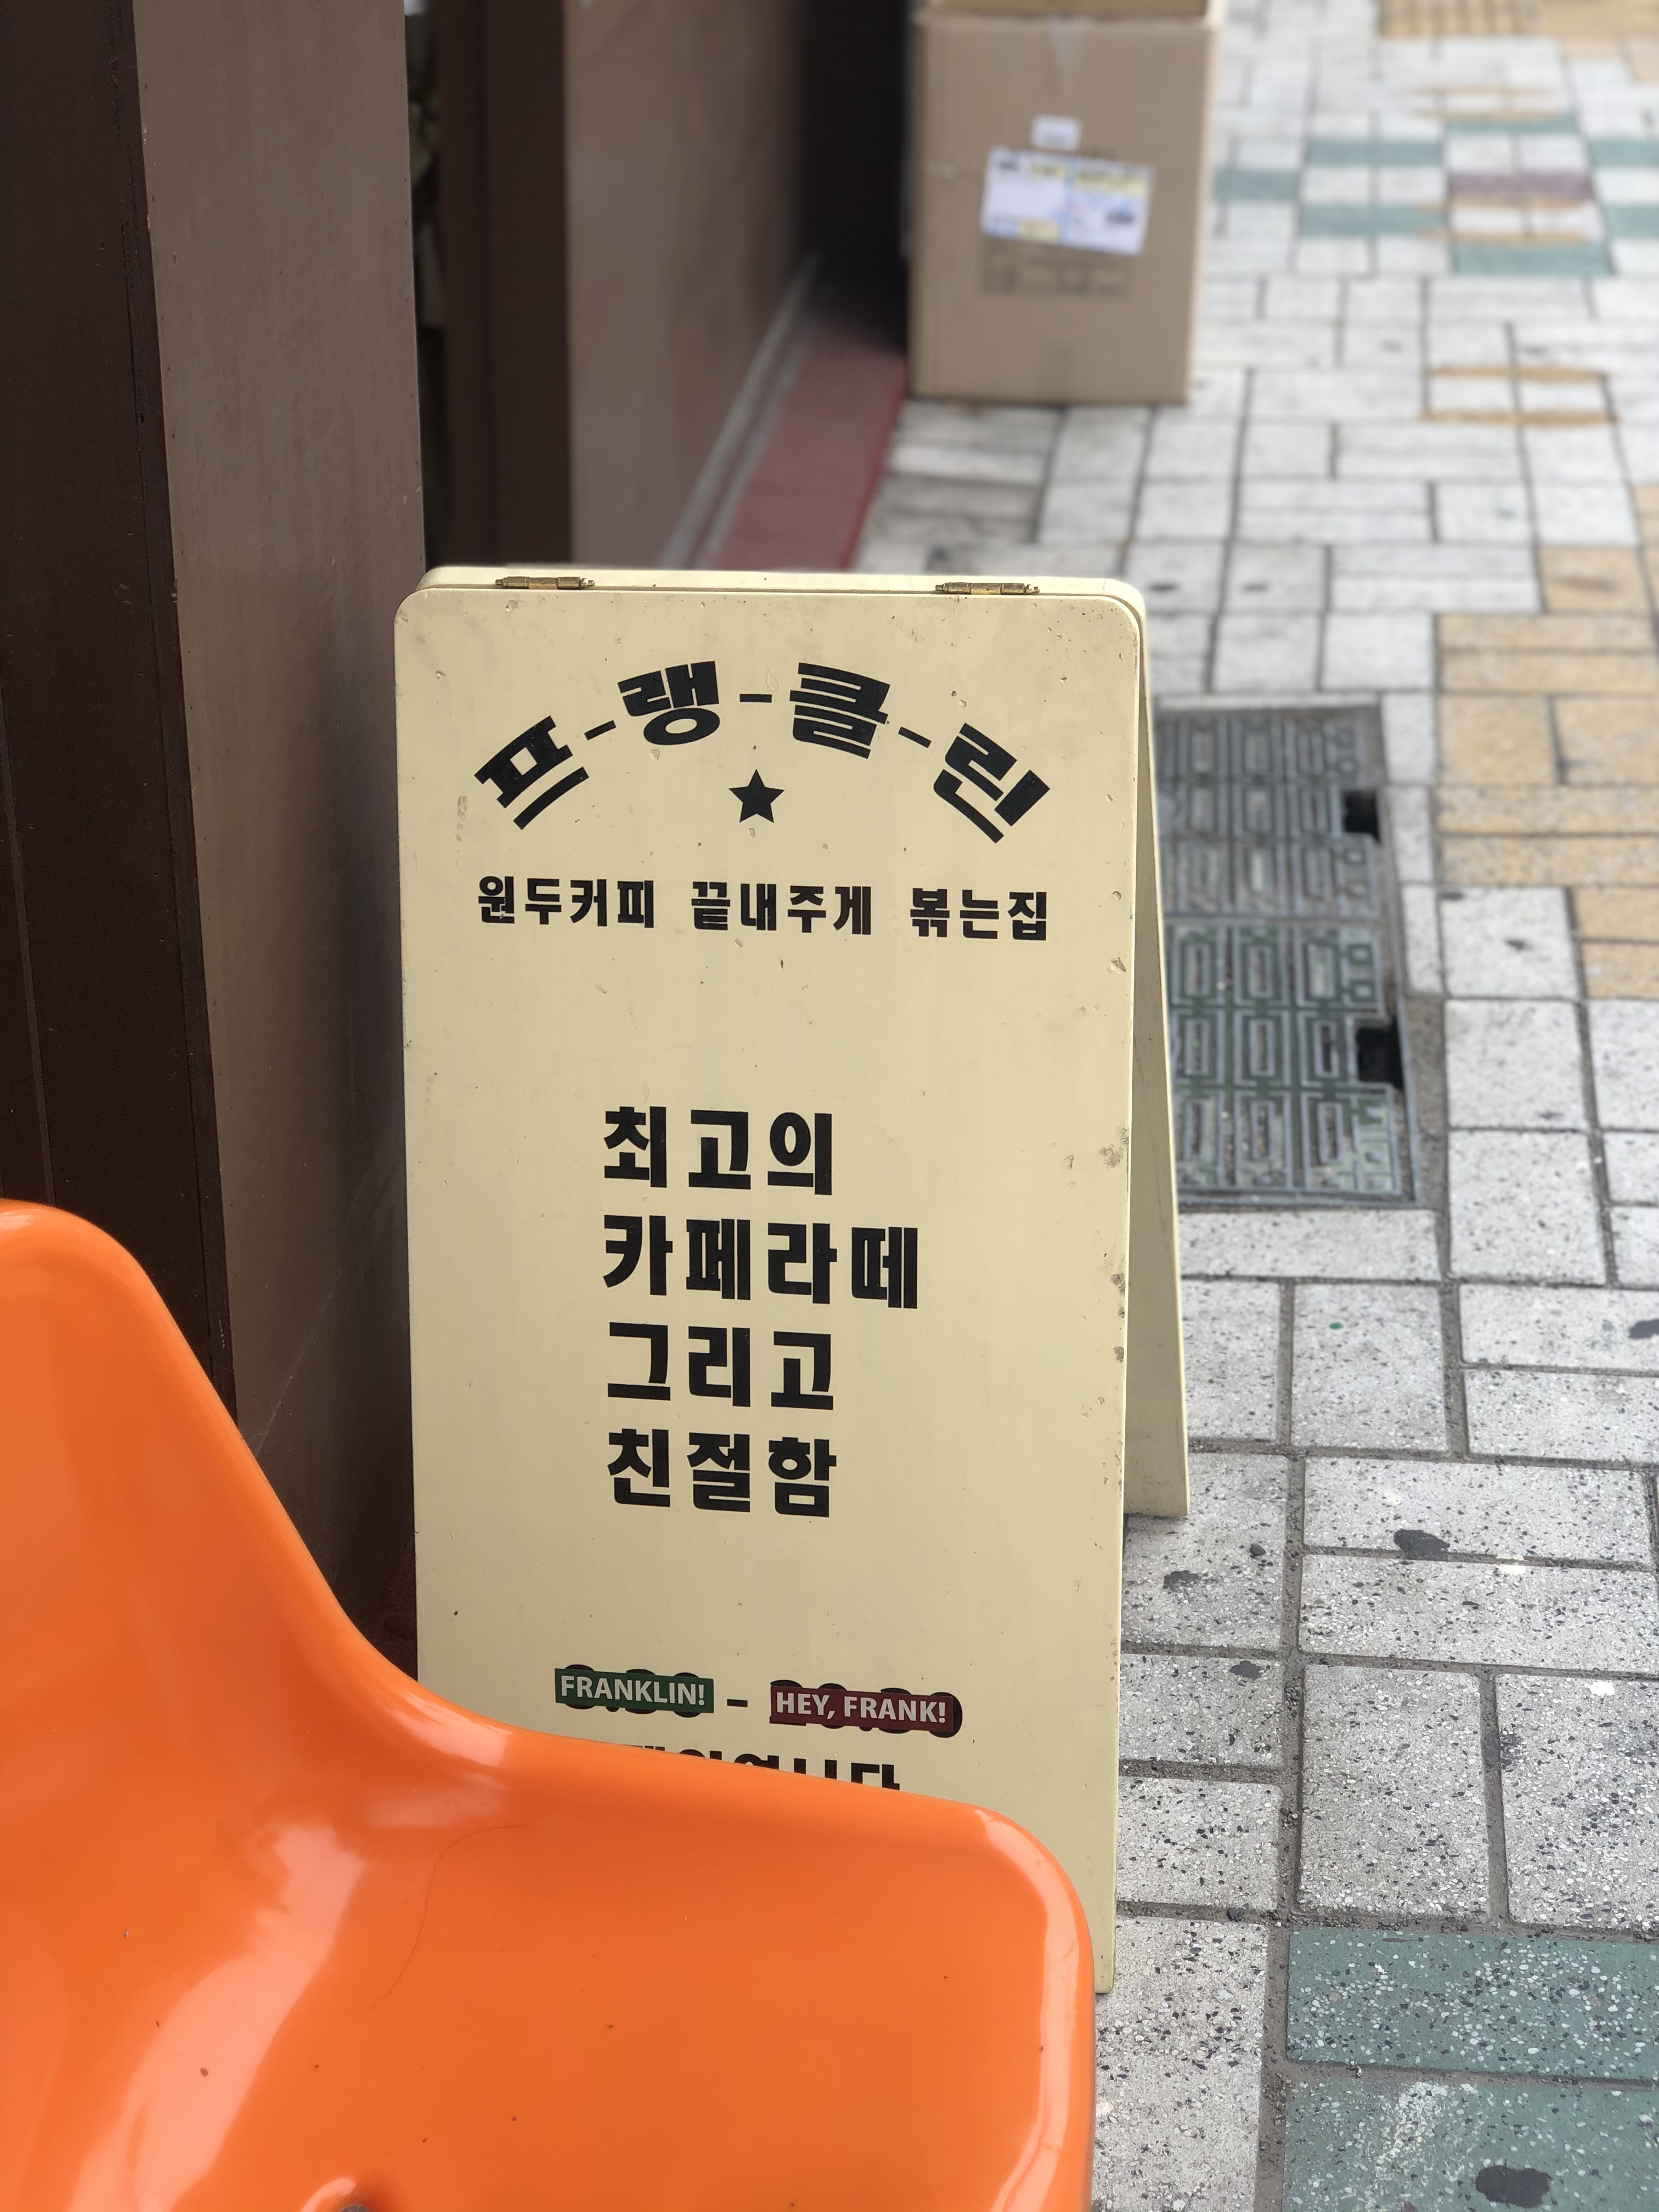 프-랭-클-린
원두커피 끝내주게 볶는집
최고의
카페라떼
그리고
친절함
FRANKLIN! - HEY, FRANK!